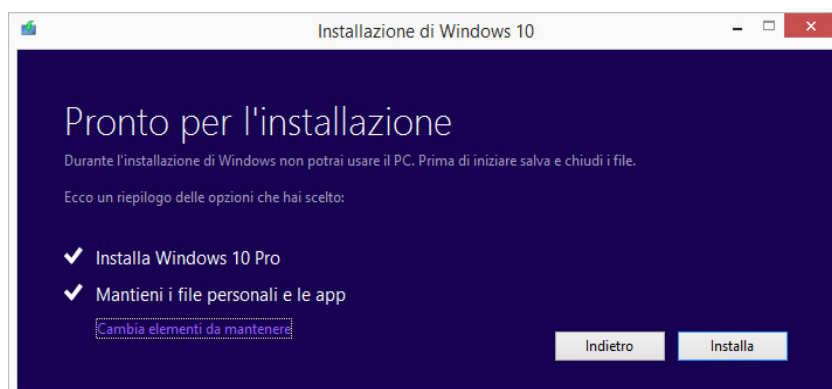 Installazione di Windows 10
Pronto per l'installazione
Durante l'installazione di Windows non potrai usare il PC. Prima di iniziare salva e chiudi i file.
Ecco un riepilogo delle opzioni che hai scelto:
Installa Windows 10 Pro
Mantieni i file personali e le app
Cambia elementi da mantenere
Indietro
Installa